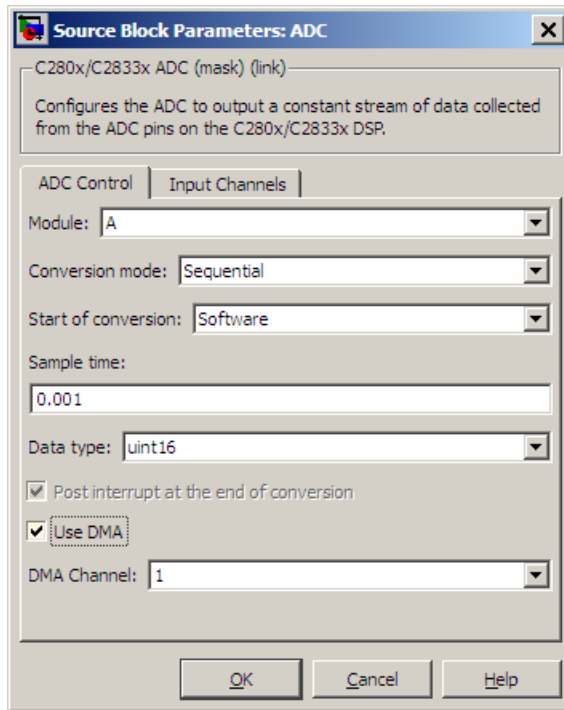 Source Block Parameters: ADC
C280x/C2833x ADC (mask) (link)
Configures the ADC to output a constant stream of data collected
from the ADC pins on the C280x/C2833x DSP.
ADC Control Input Channels
Module: A
Conversion mode: Sequential
Start of conversion: Software
Sample time:
0.001
Data type: uint16
Post interrupt at the end of conversion
Use DMA
DMA Channel: 1
OK Cancel Help